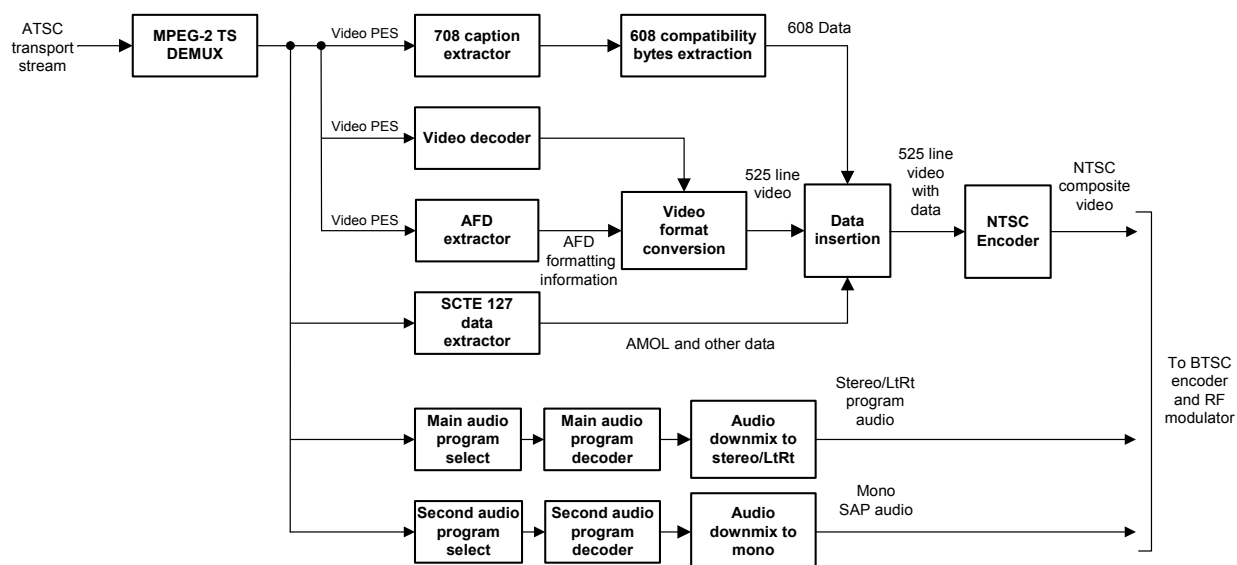 ATSC
transport
stream
MPEG-2 TS
DEMUX
Video PES
708 caption
extractor
608 compatibility
bytes extraction
608 Data
Video PES
Video decoder
Video PES
AFD
extractor
AFD
formatting
information
Video
format
conversion
525 line
video
Data
insertion
525 line
video
with
data
NTSC
Encoder
NTSC
composite
video
SCTE 127
data
extractor
AMOL and other data
Main audio
program
select
Main audio
program
decoder
Audio
downmix to
stereo/LtRt
Stereo/LtRt
program
audio
Second audio
program
select
Second audio
program
decoder
Audio
downmix to
mono
Mono
SAP audio
To BTSC
encoder
and RF
modulator